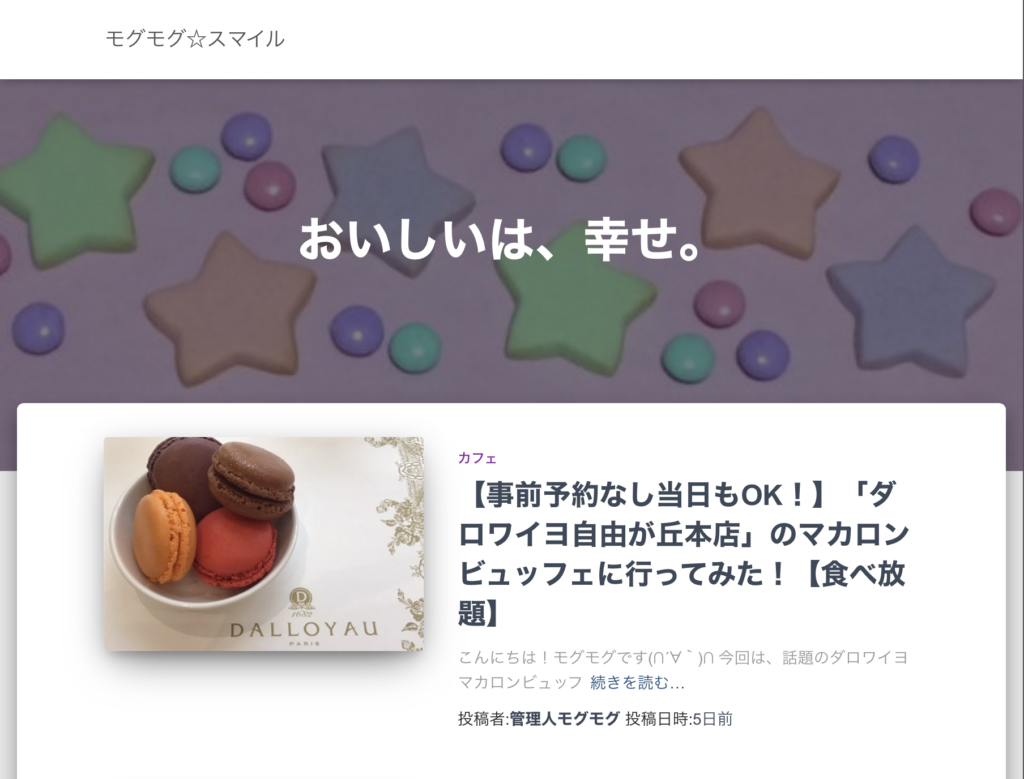 モグモグ☆スマイル
おいしいは、幸せ。
カフェ
【事前予約なし当日もOK！】「ダ
ロワイヨ自由が丘本店」のマカロン
ビュッフェに行ってみた！【食べ放
題】
こんにちは！モグモグです(∩´∀｀)∩ 今回は、話題のダロワイヨ
マカロンビュッフ 続きを読む…
投稿者:管理人モグモグ 投稿日時:5日前
D
DALLOYAU
PARIS